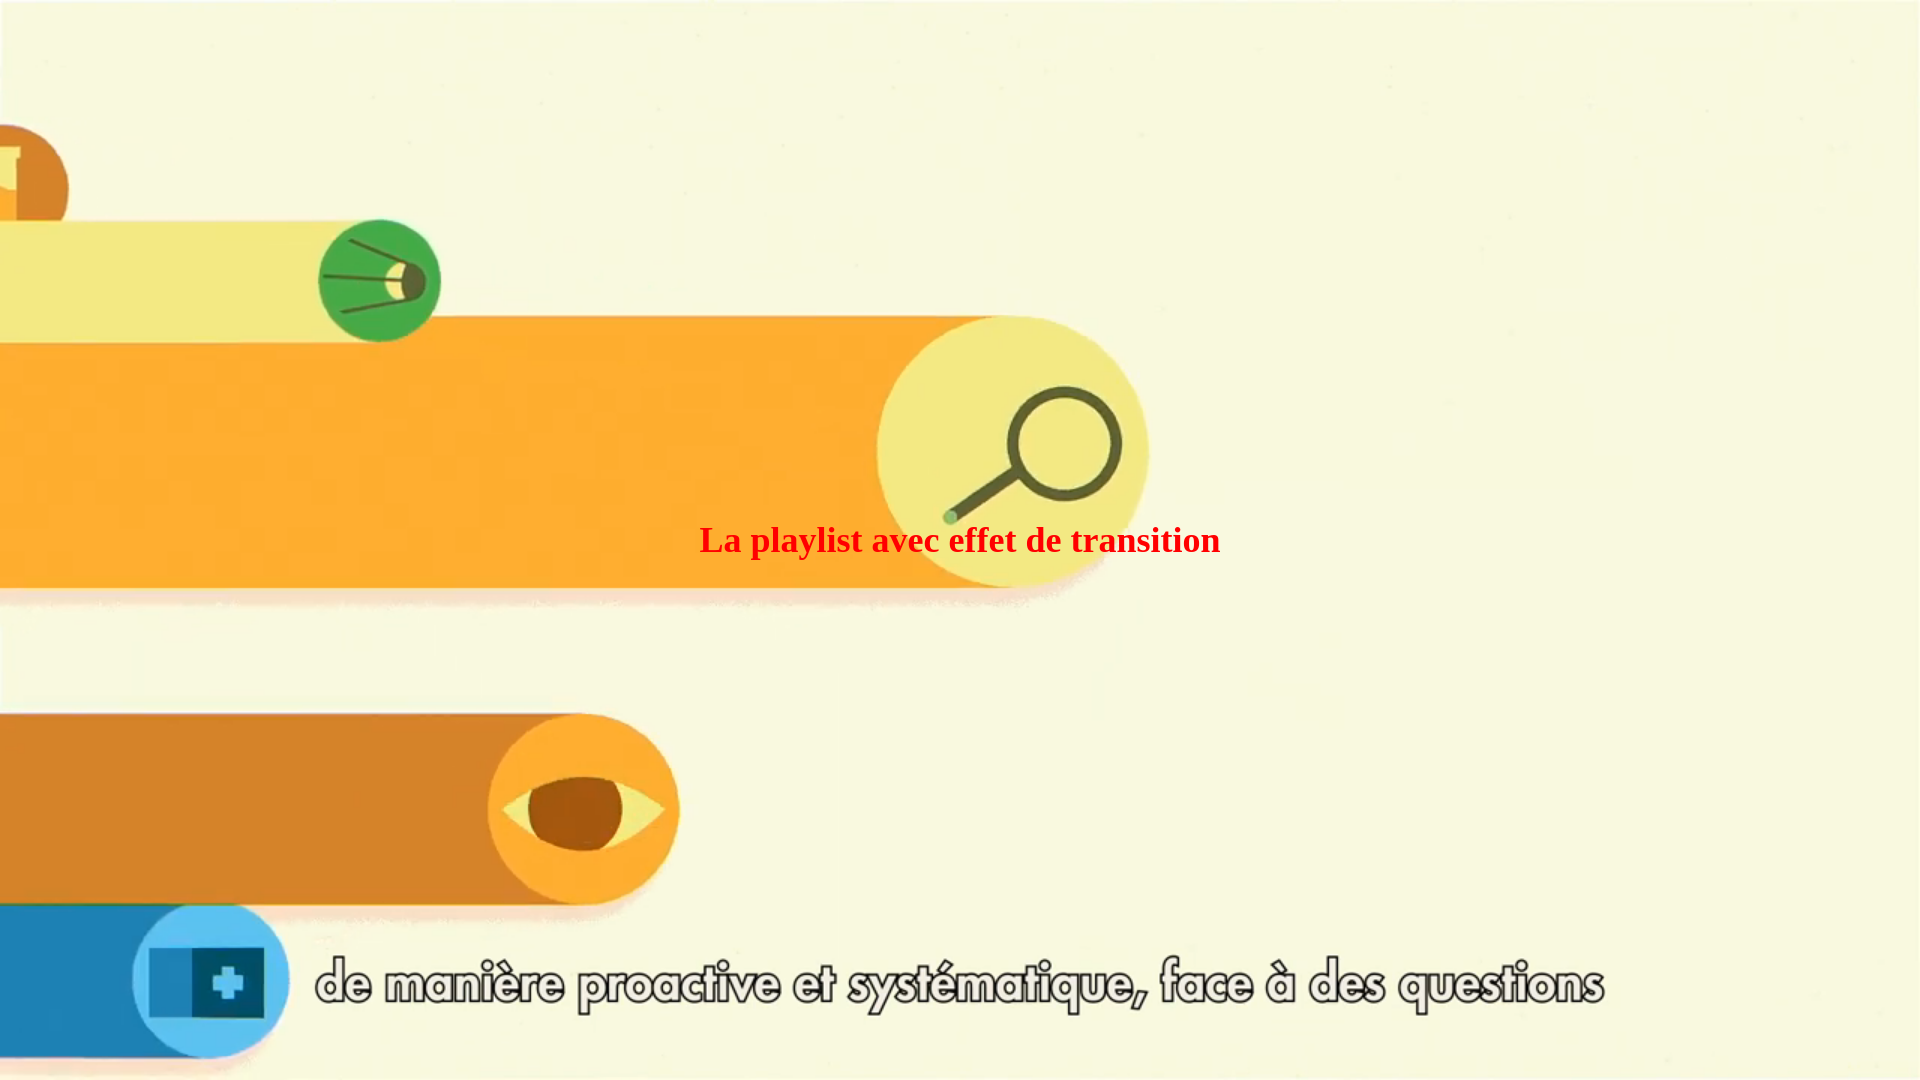 La playlist avec effet de transition
de manière proactive et systématique, face à des questions